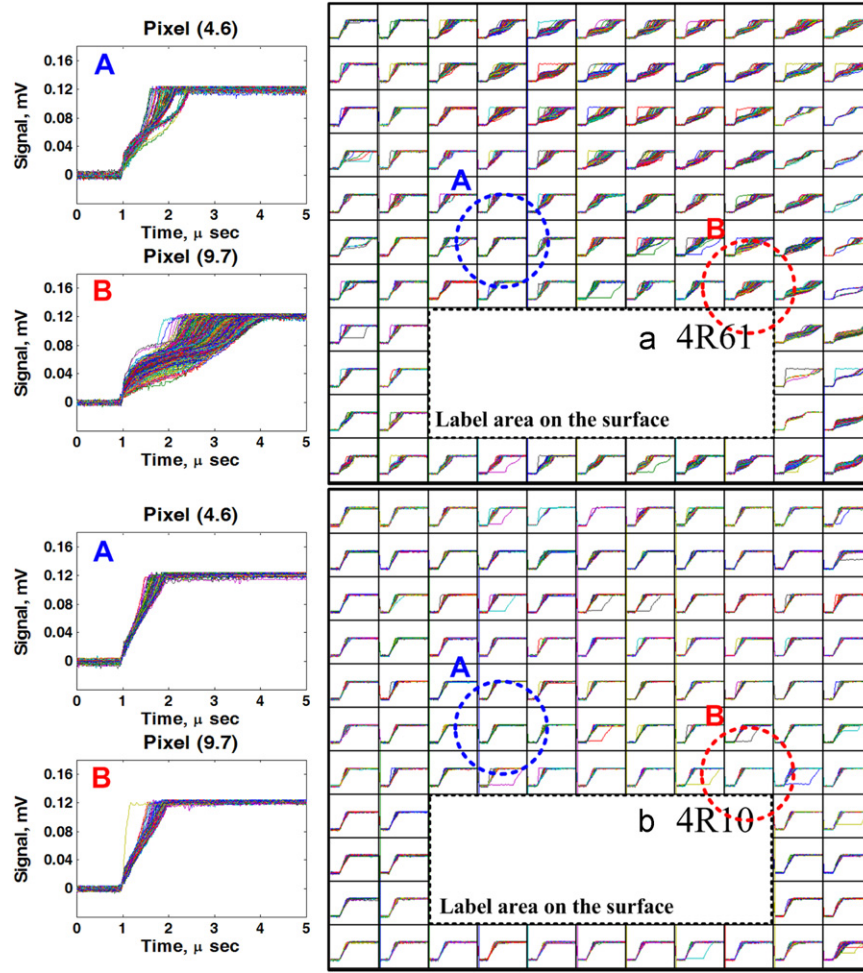 Pixel (4.6)
A
0.16
0.12
0.08
0.04
0
Signal, mV
0 1 2 3 4 5
Time, μ sec
Pixel (9.7)
B
0.16
0.12
0.08
0.04
0
Signal, mV
0 1 2 3 4 5
Time, μ sec
A
B
a 4R61
Label area on the surface
Pixel (4.6)
A
0.16
0.12
0.08
0.04
0
Signal, mV
0 1 2 3 4 5
Time, μ sec
Pixel (9.7)
B
0.16
0.12
0.08
0.04
0
Signal, mV
0 1 2 3 4 5
Time, μ sec
A
B
b 4R10
Label area on the surface